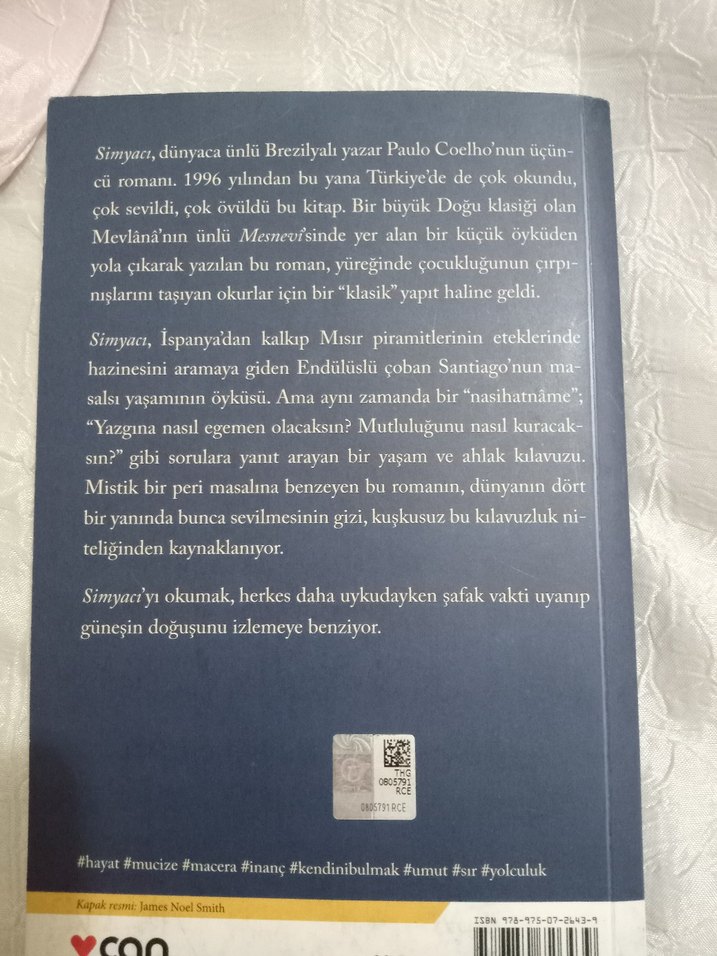 Simyacı, dünyaca ünlü Brezilyalı yazar Paulo Coelho'nun üçün-
cü romanı. 1996 yılından bu yana Türkiye'de de çok okundu,
çok sevildi, çok övüldü bu kitap. Bir büyük Doğu klasiği olan
Mevlânâ'nın ünlü Mesnevî'sinde yer alan bir küçük öyküden
yola çıkarak yazılan bu roman, yüreğinde çocukluğunun çırpı-
nışlarını taşıyan okurlar için bir "klasik" yapıt haline geldi.
Simyacı, İspanya'dan kalkıp Mısır piramitlerinin eteklerinde
hazinesini aramaya giden Endülüslü çoban Santiago'nun ma-
salsı yaşamının öyküsü. Ama aynı zamanda bir "nasihatnâme";
"Yazgına nasıl egemen olacaksın? Mutluluğunu nasıl kuracak-
sın?" gibi sorulara yanıt arayan bir yaşam ve ahlak kılavuzu.
Mistik bir peri masalına benzeyen bu romanın, dünyanın dört
bir yanında bunca sevilmesinin gizi, kuşkusuz bu kılavuzluk ni-
teliğinden kaynaklanıyor.
Simyacı'yı okumak, herkes daha uykudayken şafak vakti uyanıp
güneşin doğuşunu izlemeye benziyor.
THG
0805791
RCE
0805791 RCE
#hayat #mucize #macera #inanç #kendinibulmak #umut #sır #yolculuk
Kapak resmi: James Noel Smith
ISBN 978-975-07-2643-9
can